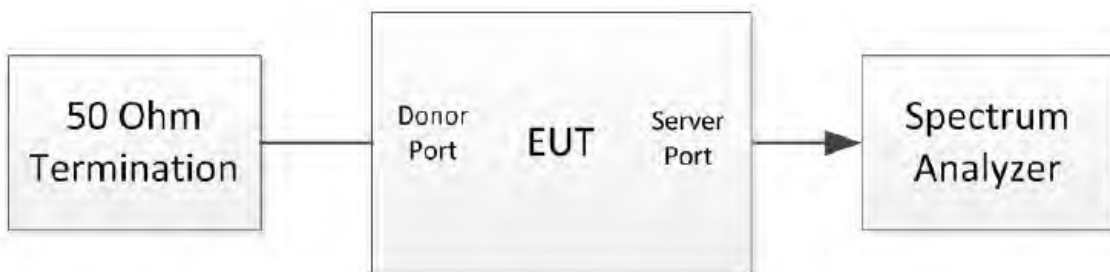 50 Ohm
Termination
Donor
Port
EUT
Server
Port
Spectrum
Analyzer